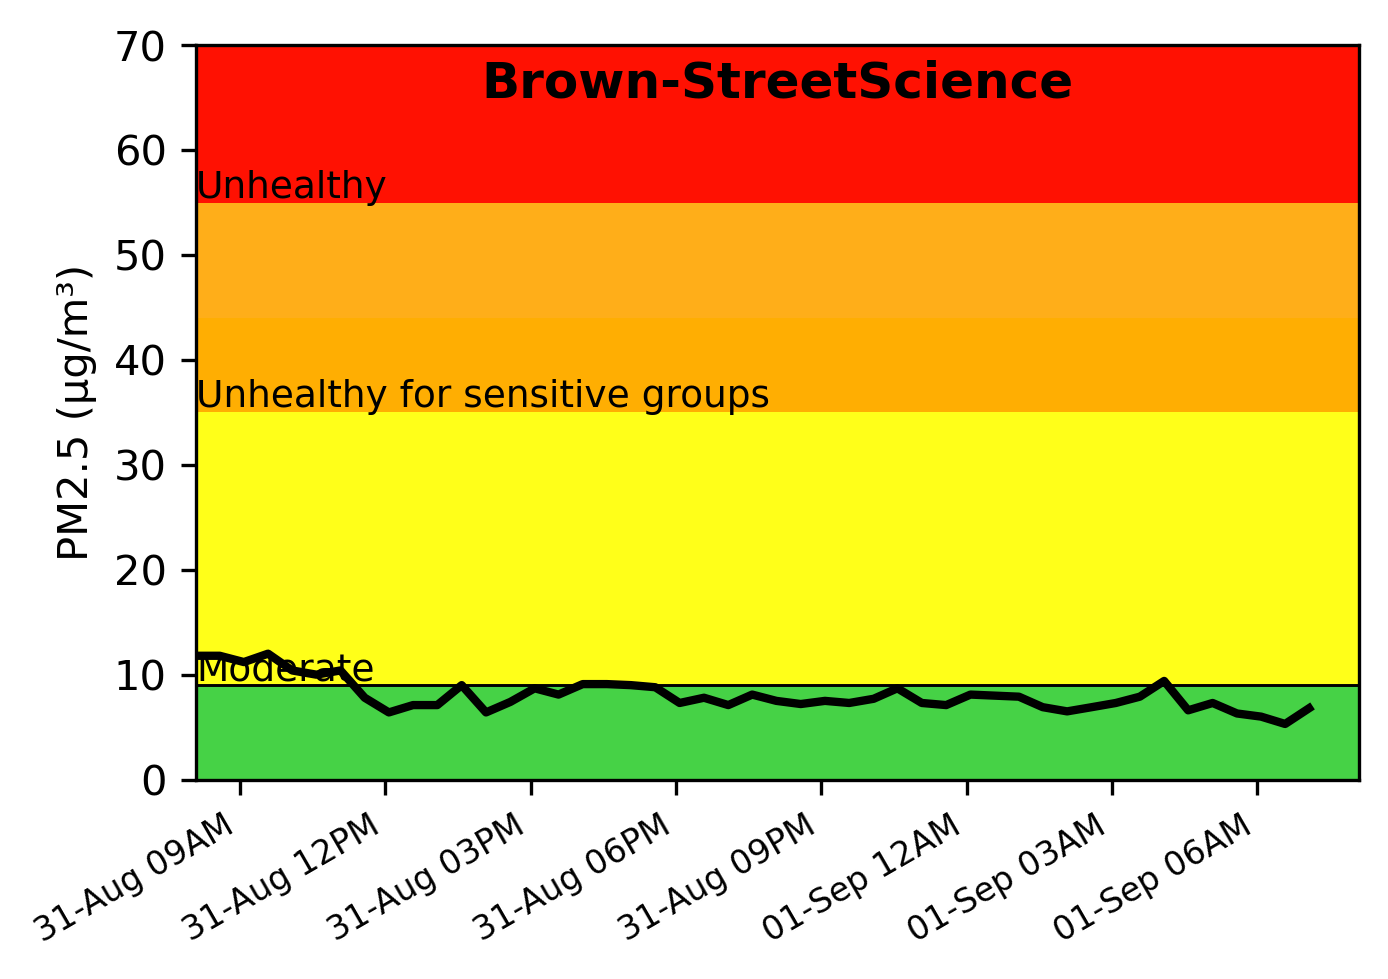 Brown-StreetScience
70
60
50
40
30
20
10
0
PM2.5 (µg/m³)
Unhealthy
Unhealthy for sensitive groups
Moderate
31-Aug 09AM
31-Aug 12PM
31-Aug 03PM
31-Aug 06PM
31-Aug 09PM
01-Sep 12AM
01-Sep 03AM
01-Sep 06AM